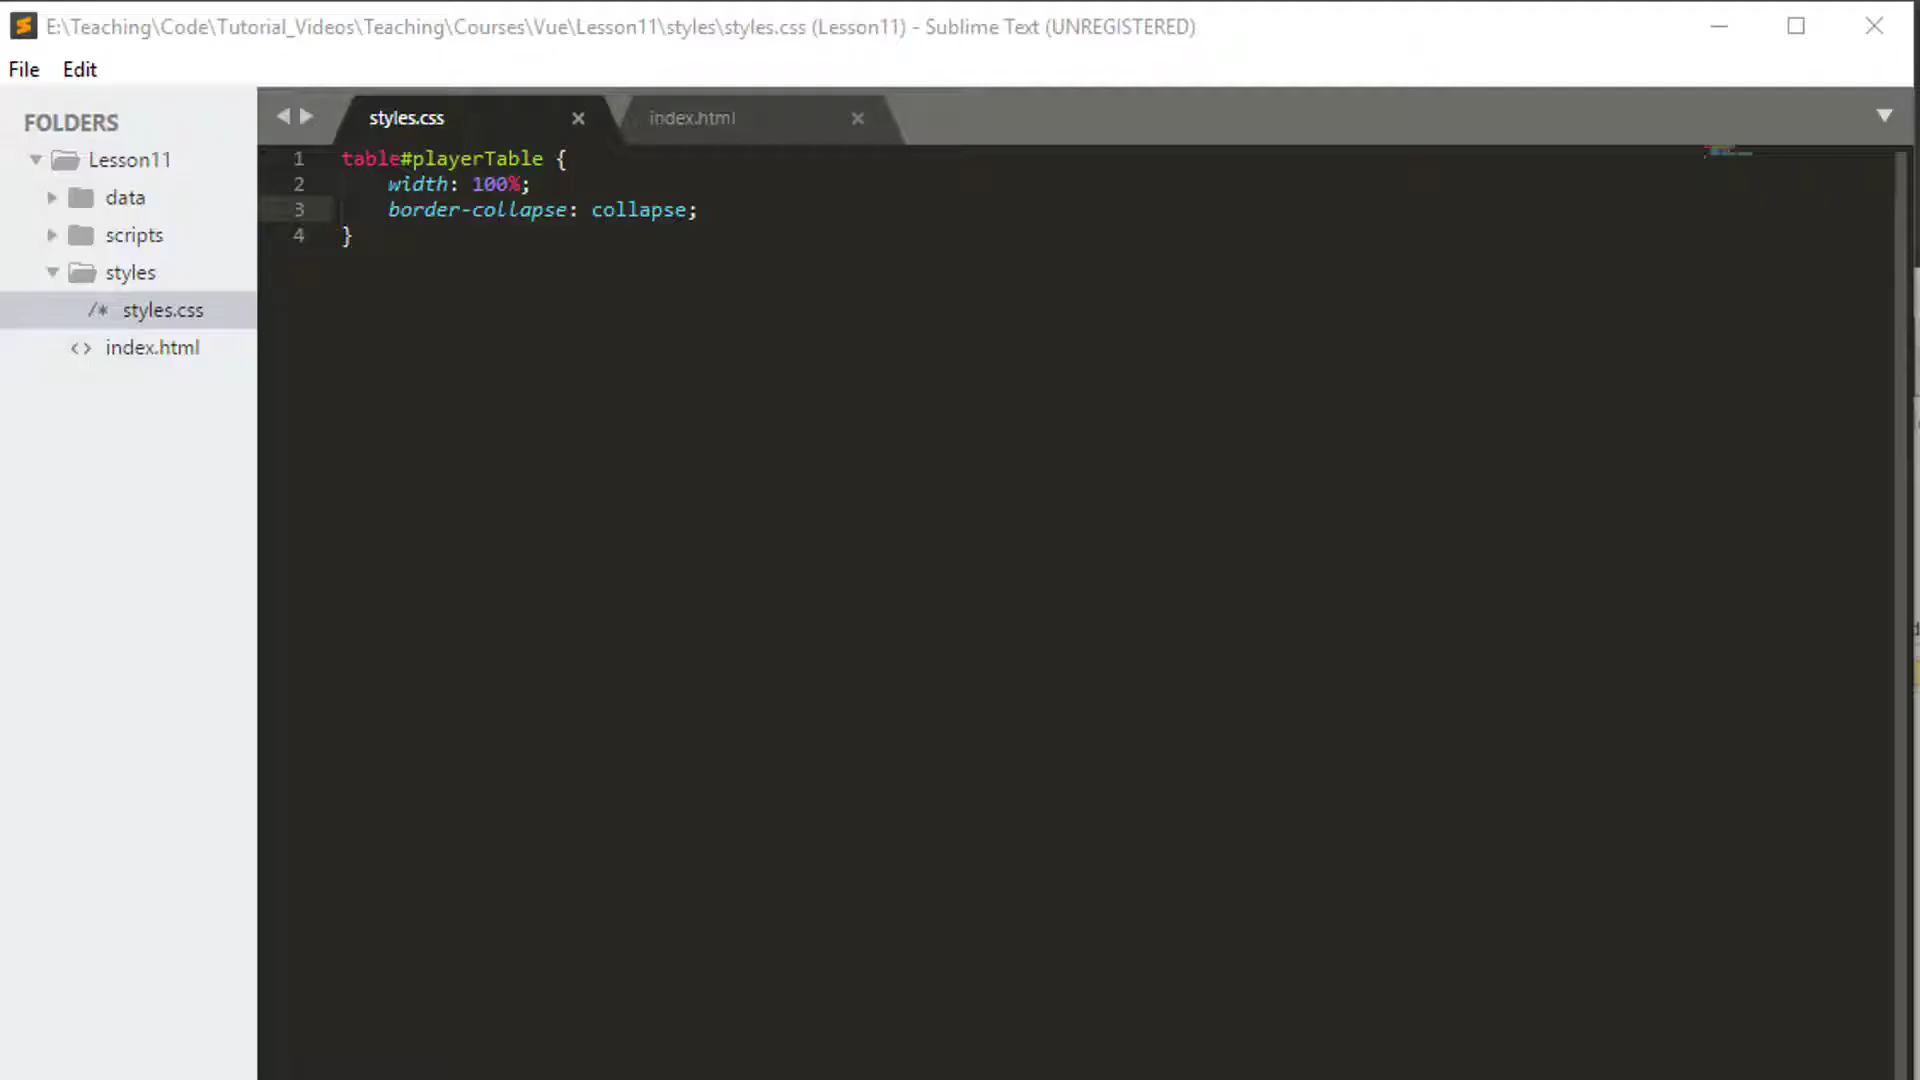 E:\Teaching\Code\Tutorial_Videos\Teaching\Courses\Vue\Lesson11\styles\styles.css (Lesson11) - Sublime Text (UNREGISTERED)
File Edit
FOLDERS
Lesson11
data
scripts
styles
/* styles.css
<> index.html
styles.css
index.html
1 table#playerTable {
2 width: 100%;
3 border-collapse: collapse;
4 }